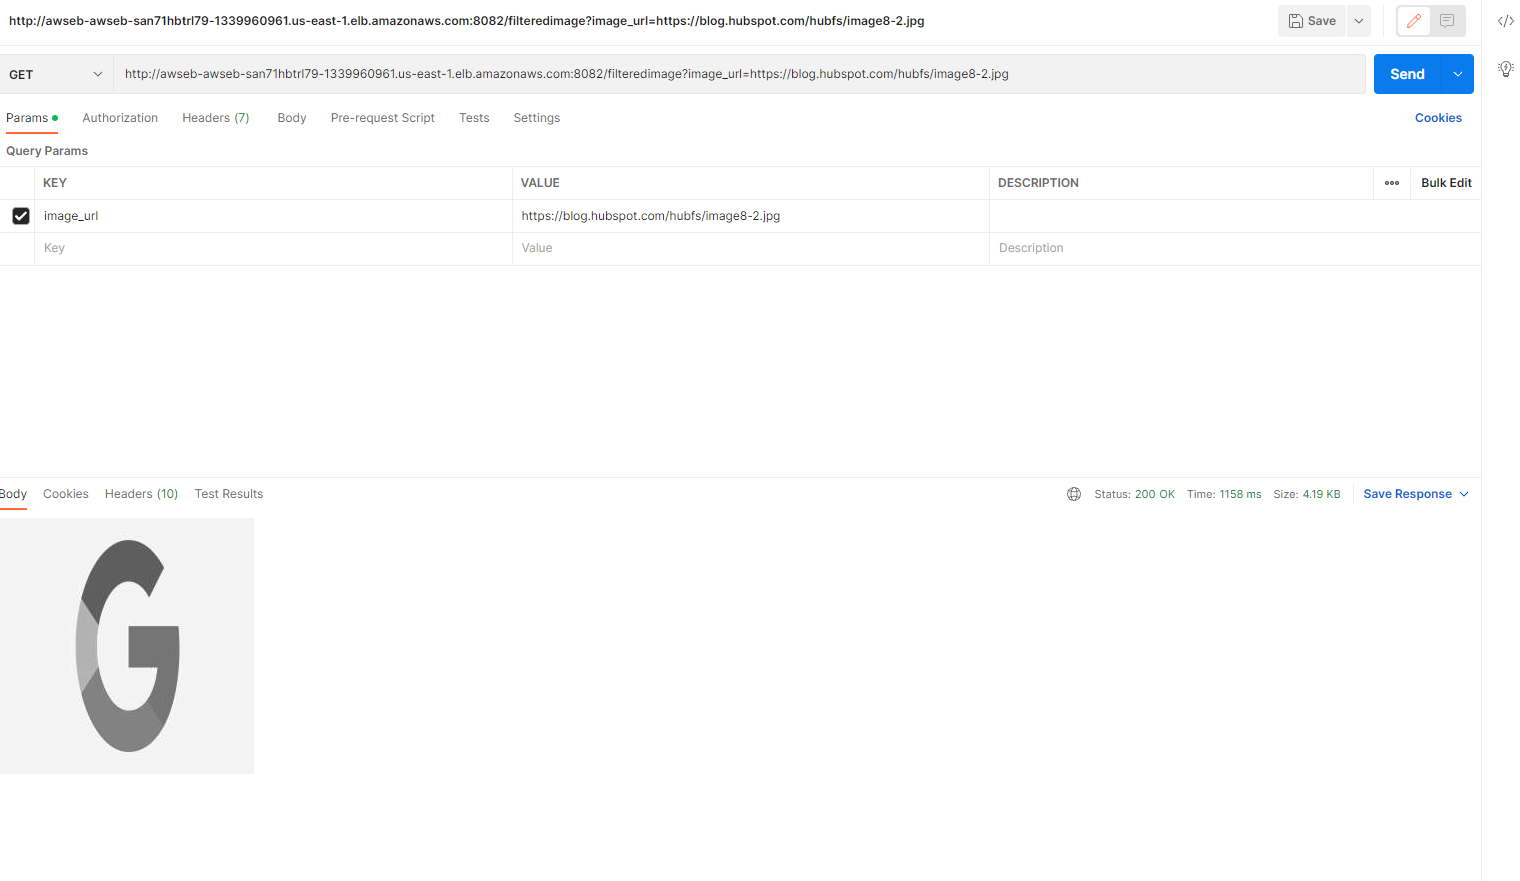 http://awseb-awseb-san71hbtrl79-1339960961.us-east-1.elb.amazonaws.com:8082/filteredimage?image_url=https://blog.hubspot.com/hubfs/image8-2.jpg Save
GET http://awseb-awseb-san71hbtrl79-1339960961.us-east-1.elb.amazonaws.com:8082/filteredimage?image_url=https://blog.hubspot.com/hubfs/image8-2.jpg Send
Params Authorization Headers (7) Body Pre-request Script Tests Settings Cookies
Query Params
KEY VALUE DESCRIPTION Bulk Edit
image_url https://blog.hubspot.com/hubfs/image8-2.jpg
Key Value Description
Body Cookies Headers (10) Test Results Status: 200 OK Time: 1158 ms Size: 4.19 KB Save Response
G